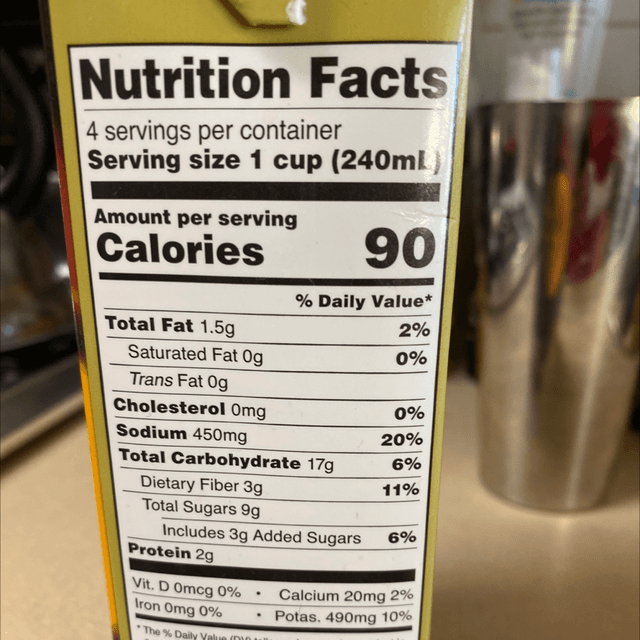 Nutrition Facts
4 servings per container
Serving size 1 cup (240mL)
Amount per serving
Calories 90
% Daily Value*
Total Fat 1.5g 2%
Saturated Fat 0g 0%
Trans Fat 0g
Cholesterol 0mg 0%
Sodium 450mg 20%
Total Carbohydrate 17g 6%
Dietary Fiber 3g 11%
Total Sugars 9g
Includes 3g Added Sugars 6%
Protein 2g
Vit. D 0mcg 0% • Calcium 20mg 2%
Iron 0mg 0% • Potas. 490mg 10%
* The % Daily Value (DV)